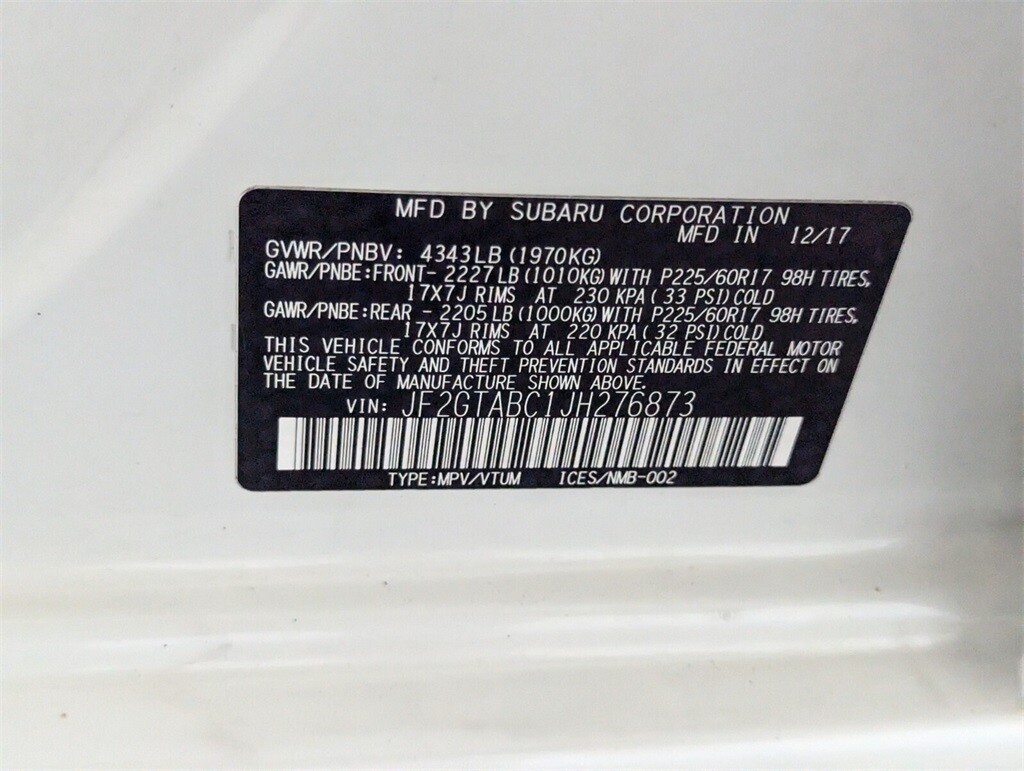 MFD BY SUBARU CORPORATION
MFD IN 12/17
GVWR/PNBV: 4343LB (1970KG)
GAWR/PNBE:FRONT- 2227LB (1010KG) WITH P225/60R17 98H TIRES,
17X7J RIMS AT 230 KPA ( 33 PSI) COLD
GAWR/PNBE:REAR - 2205LB (1000KG) WITH P225/60R17 98H TIRES,
17X7J RIMS AT 220 KPA ( 32 PSI) COLD
THIS VEHICLE CONFORMS TO ALL APPLICABLE FEDERAL MOTOR
VEHICLE SAFETY AND THEFT PREVENTION STANDARDS IN EFFECT ON
THE DATE OF MANUFACTURE SHOWN ABOVE.
VIN: JF2GTABC1JH276873
TYPE:MPV/VTUM ICES/NMB-002